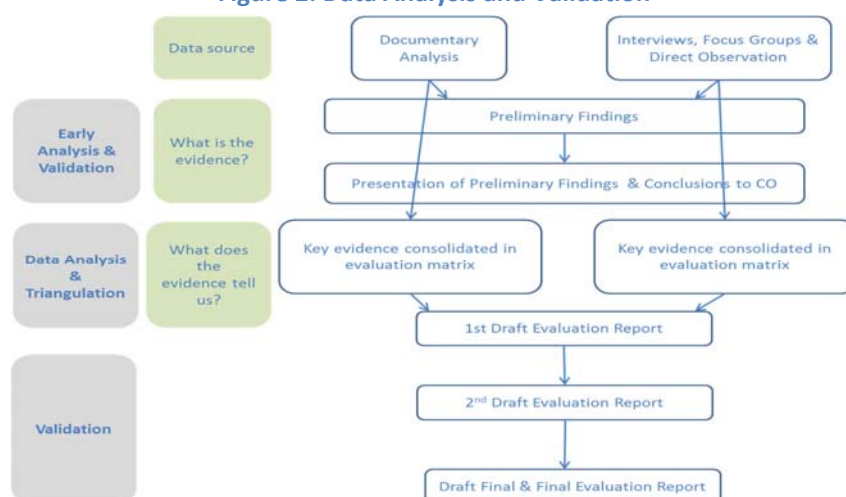 Figure 2: Data Analysis and Validation
Data source
Documentary
Analysis
Interviews, Focus Groups &
Direct Observation
Early
Analysis &
Validation
What is the
evidence?
Preliminary Findings
Presentation of Preliminary Findings & Conclusions to CO
Data Analysis
&
Triangulation
What does
the
evidence tell
us?
Key evidence consolidated in
evaluation matrix
Key evidence consolidated in
evaluation matrix
1st Draft Evaluation Report
Validation
2nd Draft Evaluation Report
Draft Final & Final Evaluation Report